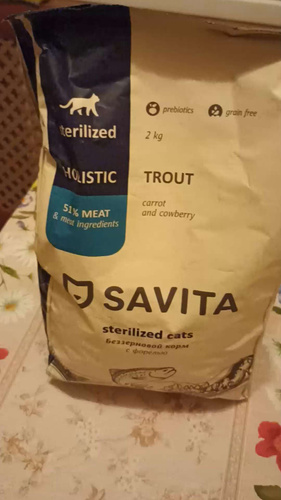 sterilized
prebiotics
grain free
2 kg
HOLISTIC
TROUT
51% MEAT
& meat ingredients
carrot
and cowberry
SAVITA
sterilized cats
Беззерновой корм
с форелью